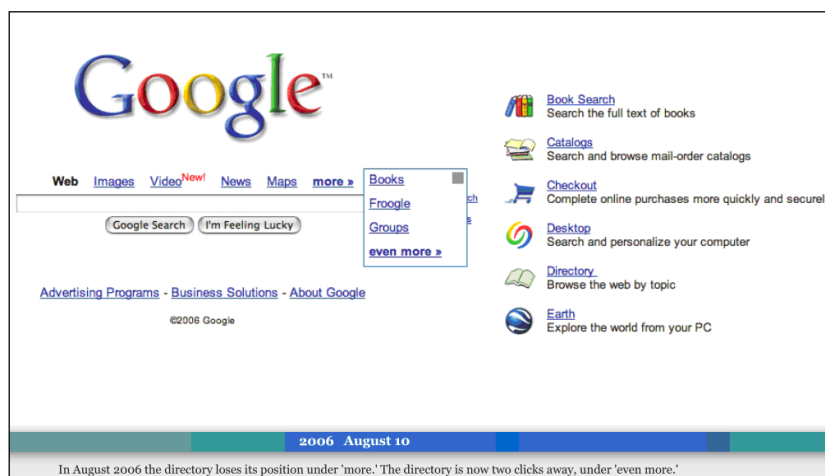 Google™
Web Images Video New! News Maps more »
Books
Froogle
Groups
even more »
Google Search I'm Feeling Lucky
Advertising Programs - Business Solutions - About Google
©2006 Google
Book Search
Search the full text of books
Catalogs
Search and browse mail-order catalogs
Checkout
Complete online purchases more quickly and securel
Desktop
Search and personalize your computer
Directory
Browse the web by topic
Earth
Explore the world from your PC
2006 August 10
In August 2006 the directory loses its position under 'more.' The directory is now two clicks away, under 'even more.'